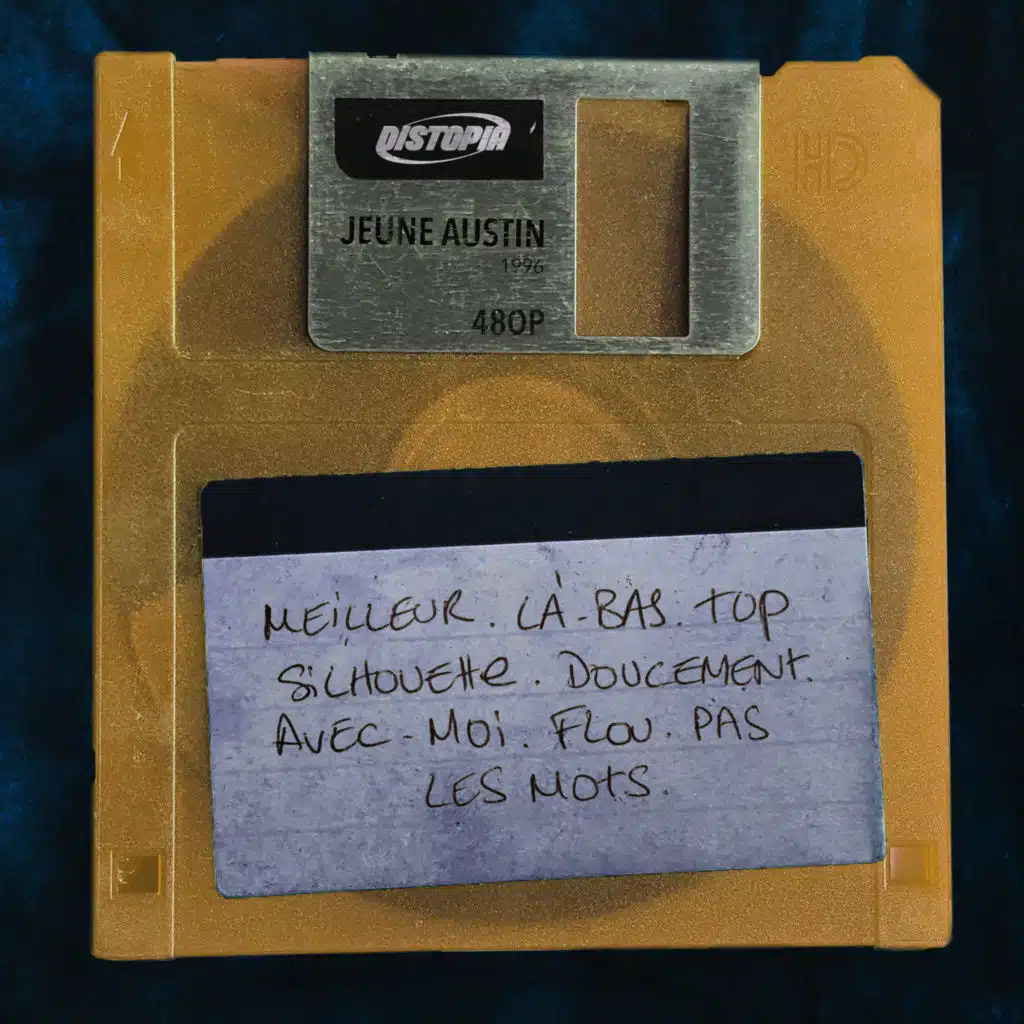 DISTOPIA
JEUNE AUSTIN
1996
480P
HD
MEILLEUR. LÀ-BAS. TOP
SILHOUETTE. DOUCEMENT.
AVEC-MOI. FLOU. PAS
LES MOTS.